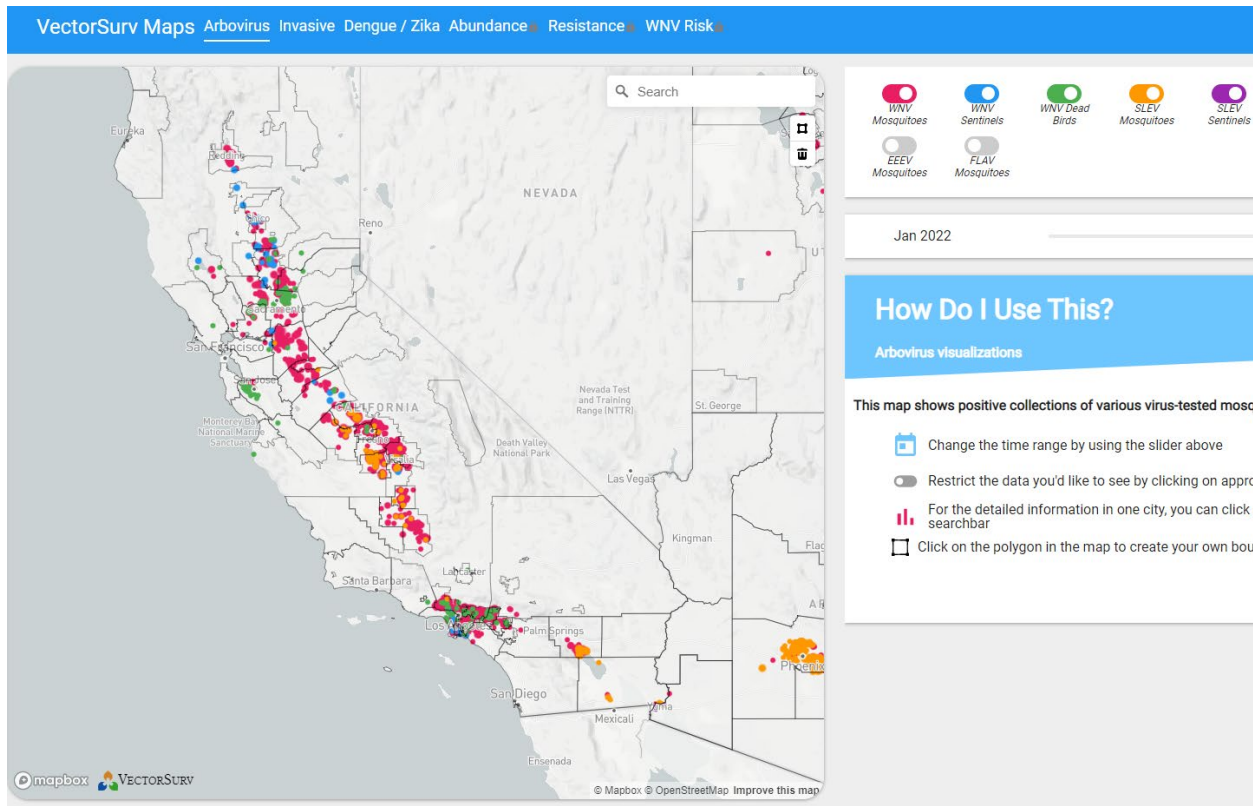 VectorSurv Maps Arbovirus Invasive Dengue / Zika Abundance Resistance WNV Risk
Search
Eureka
Redding
NEVADA
Chico
Reno
Sacramento
San Francisco
San Jose
CALIFORNIA
Monterey Bay
National Marine
Sanctuary
Fresno
Nevada Test
and Training
Range (NTTR)
St. George
Death Valley
National Park
Las Vegas
Kingman
Flag
Lancaster
Santa Barbara
Los Angeles
Palm Springs
Phoenix
San Diego
Yuma
Mexicali
Ensenada
mapbox VECTORSURV
© Mapbox © OpenStreetMap Improve this map
WNV
Mosquitoes
WNV
Sentinels
WNV Dead
Birds
SLEV
Mosquitoes
SLEV
Sentinels
EEEV
Mosquitoes
FLAV
Mosquitoes
Jan 2022
How Do I Use This?
Arbovirus visualizations
This map shows positive collections of various virus-tested mosq
Change the time range by using the slider above
Restrict the data you'd like to see by clicking on appro
For the detailed information in one city, you can click
searchbar
Click on the polygon in the map to create your own bou